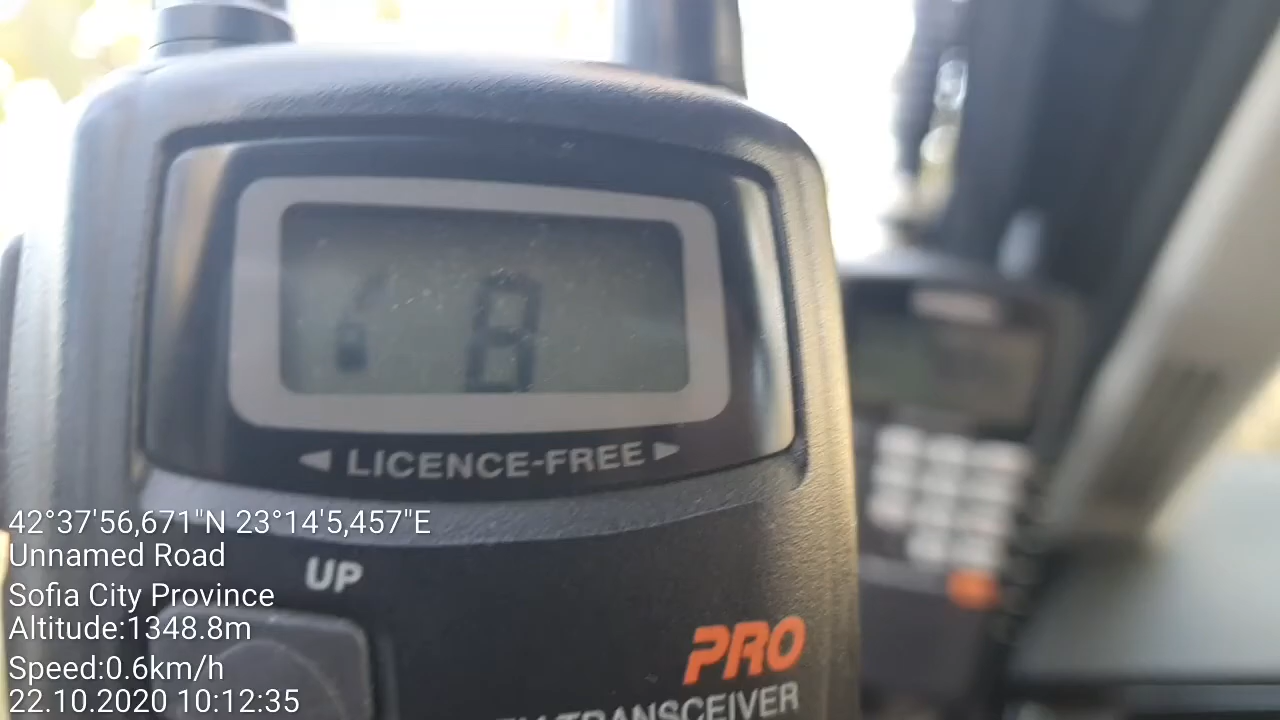 8
◄ LICENCE-FREE ►
UP
PRO
TRANSCEIVER
42°37'56,671"N 23°14'5,457"E
Unnamed Road
Sofia City Province
Altitude:1348.8m
Speed:0.6km/h
22.10.2020 10:12:35